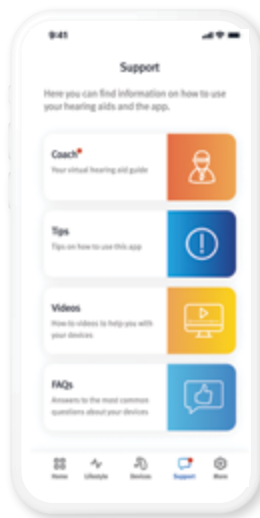 9:41
Support
Here you can find information on how to use
your hearing aids and the app.
Coach
Your virtual hearing aid guide
Tips
Tips on how to use this app
Videos
How-to videos to help you with
your devices
FAQs
Answers to the most common
questions about your devices
Home Lifestyle Devices Support More